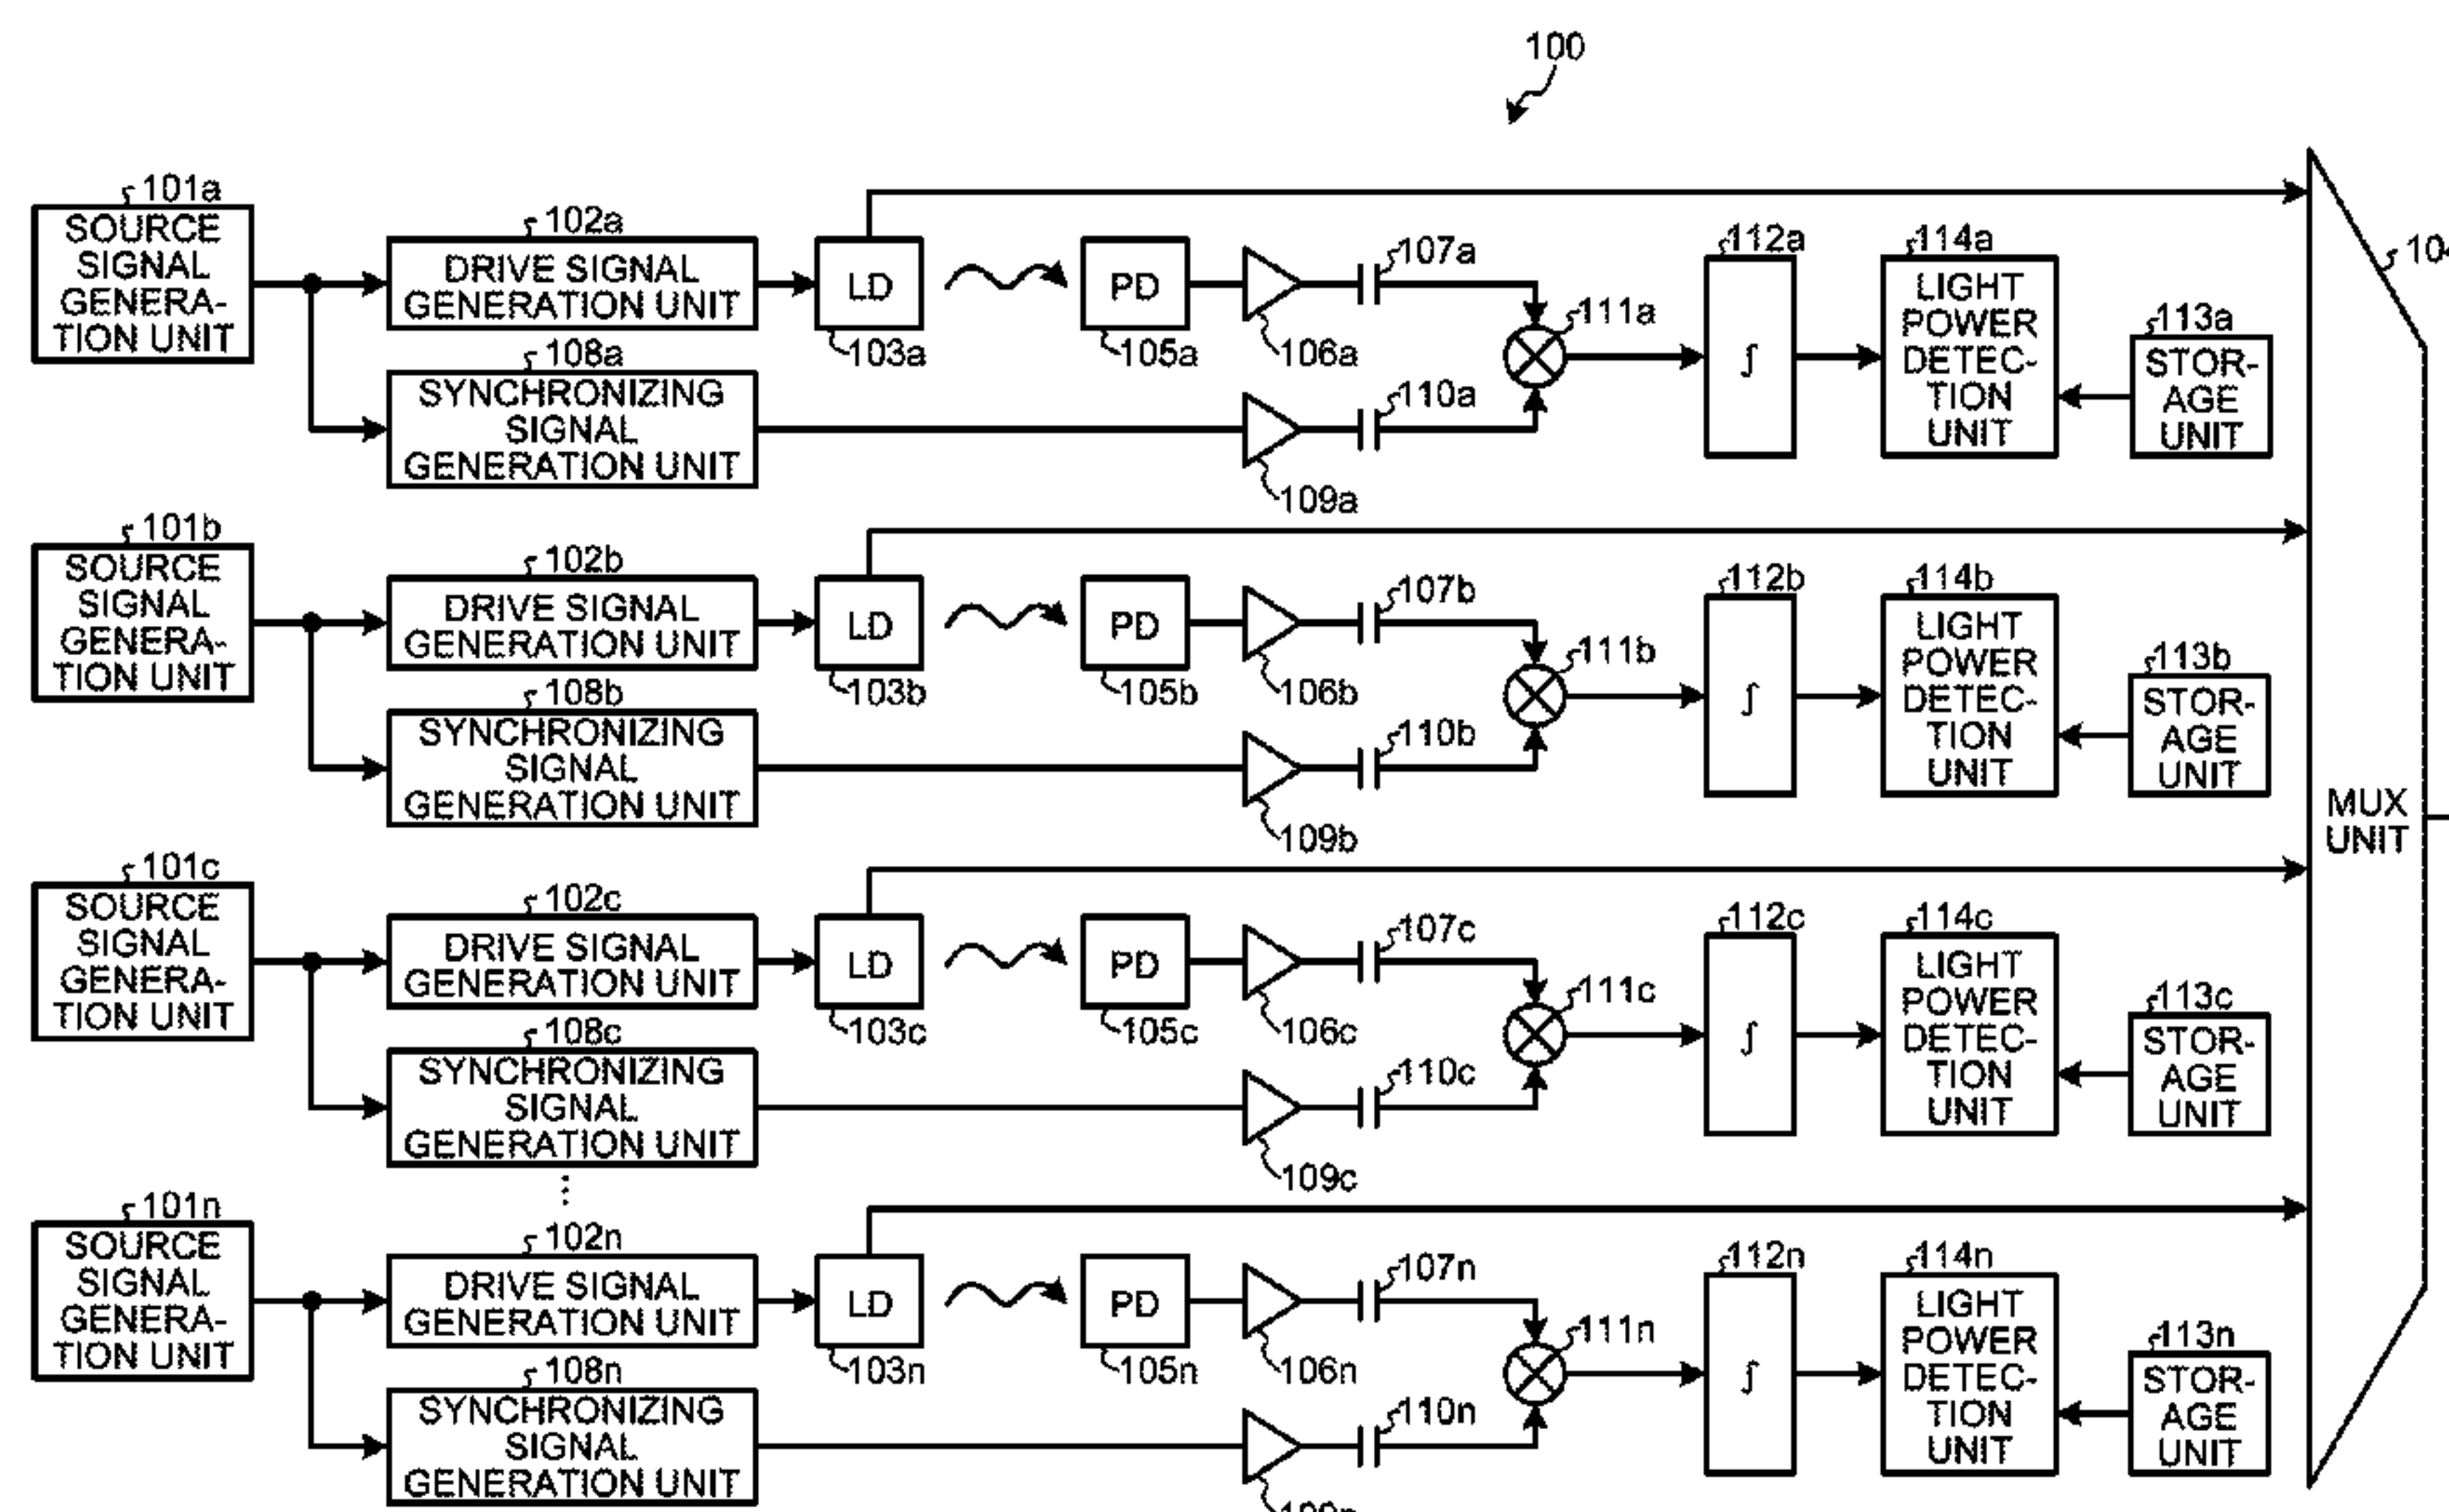 100
101a
SOURCE
SIGNAL
GENERA-
TION UNIT
102a
DRIVE SIGNAL
GENERATION UNIT
108a
SYNCHRONIZING
SIGNAL
GENERATION UNIT
LD
103a
PD
105a
106a
107a
109a
110a
111a
112a
∫
114a
LIGHT
POWER
DETEC-
TION
UNIT
113a
STOR-
AGE
UNIT
101b
SOURCE
SIGNAL
GENERA-
TION UNIT
102b
DRIVE SIGNAL
GENERATION UNIT
108b
SYNCHRONIZING
SIGNAL
GENERATION UNIT
LD
103b
PD
105b
106b
107b
109b
110b
111b
112b
∫
114b
LIGHT
POWER
DETEC-
TION
UNIT
113b
STOR-
AGE
UNIT
101c
SOURCE
SIGNAL
GENERA-
TION UNIT
102c
DRIVE SIGNAL
GENERATION UNIT
108c
SYNCHRONIZING
SIGNAL
GENERATION UNIT
LD
103c
PD
105c
106c
107c
109c
110c
111c
112c
∫
114c
LIGHT
POWER
DETEC-
TION
UNIT
113c
STOR-
AGE
UNIT
101n
SOURCE
SIGNAL
GENERA-
TION UNIT
102n
DRIVE SIGNAL
GENERATION UNIT
108n
SYNCHRONIZING
SIGNAL
GENERATION UNIT
LD
103n
PD
105n
106n
107n
110n
111n
112n
∫
114n
LIGHT
POWER
DETEC-
TION
UNIT
113n
STOR-
AGE
UNIT
MUX
UNIT